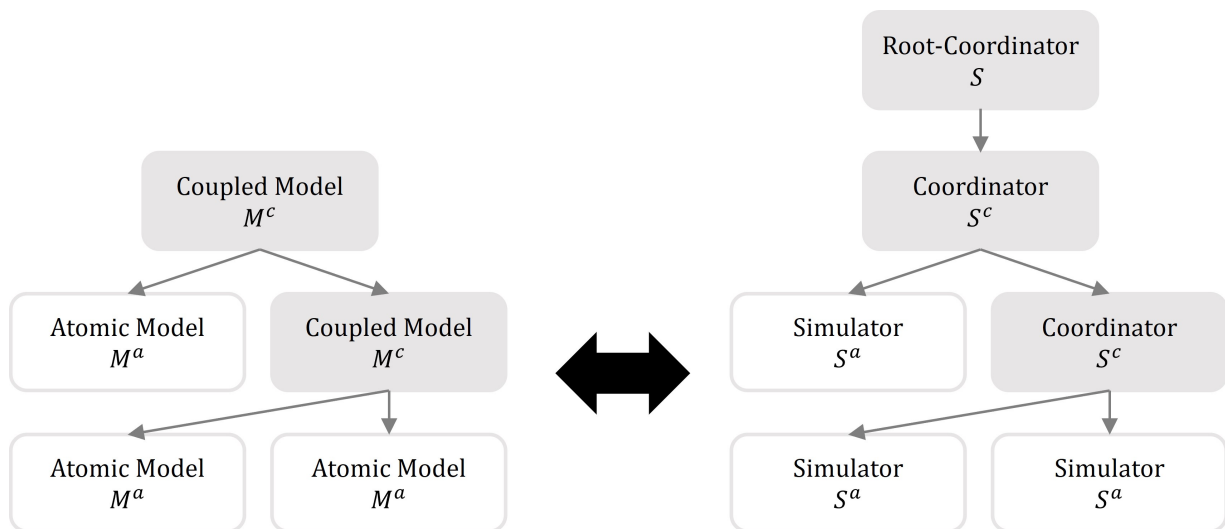 Root-Coordinator
S
Coupled Model
M^c
Coordinator
S^c
Atomic Model
M^a
Coupled Model
M^c
Simulator
S^a
Coordinator
S^c
Atomic Model
M^a
Atomic Model
M^a
Simulator
S^a
Simulator
S^a